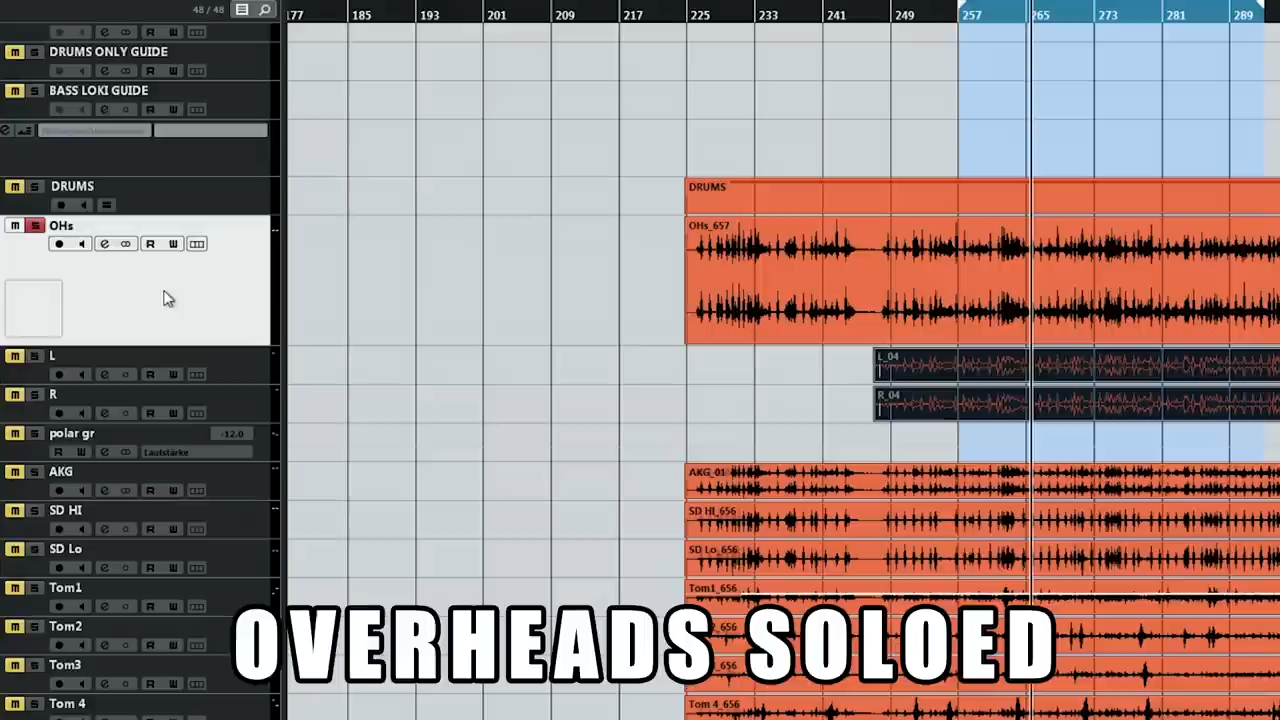 48 / 48
177 185 193 201 209 217 225 233 241 249 257 265 273 281 289
m s DRUMS ONLY GUIDE
R W
m s BASS LOKI GUIDE
R W
m s DRUMS
DRUMS
m s OHs
OHs_657
R W
m s L
L_04
R W
m s R
R_04
R W
m s polar gr -12.0
R W Lautstärke
m s AKG
AKG_01
R W
m s SD HI
SD HI_656
R W
m s SD Lo
SD Lo_656
R W
m s Tom1
Tom1_656
R W
m s Tom2
_656
R W
m s Tom3
_656
R W
m s Tom 4
Tom 4_656
OVERHEADS SOLOED